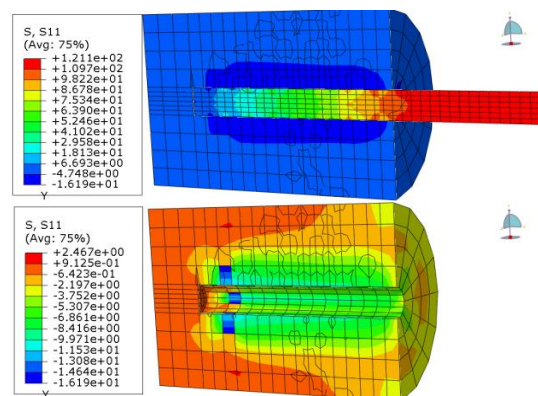 S, S11
(Avg: 75%)
+1.211e+02
+1.097e+02
+9.822e+01
+8.678e+01
+7.534e+01
+6.390e+01
+5.246e+01
+4.102e+01
+2.958e+01
+1.813e+01
+6.693e+00
-4.748e+00
-1.619e+01
Y
S, S11
(Avg: 75%)
+2.467e+00
+9.125e-01
-6.423e-01
-2.197e+00
-3.752e+00
-5.307e+00
-6.861e+00
-8.416e+00
-9.971e+00
-1.153e+01
-1.308e+01
-1.464e+01
-1.619e+01
Y